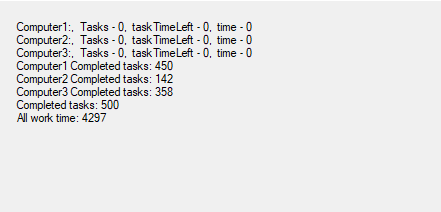 Computer1:,  Tasks - 0,  taskTimeLeft - 0,  time - 0
Computer2:,  Tasks - 0,  taskTimeLeft - 0,  time - 0
Computer3:,  Tasks - 0,  taskTimeLeft - 0,  time - 0
Computer1 Completed tasks: 450
Computer2 Completed tasks: 142
Computer3 Completed tasks: 358
Completed tasks: 500
All work time: 4297